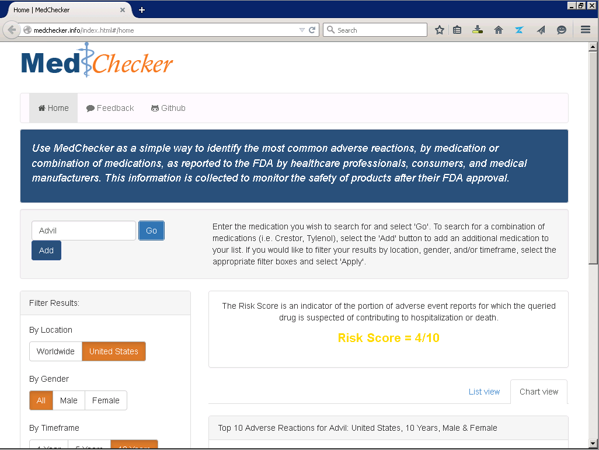 Home | MedChecker
medchecker.info/index.html#/home
Search
Med Checker
Home Feedback Github
Use MedChecker as a simple way to identify the most common adverse reactions, by medication or
combination of medications, as reported to the FDA by healthcare professionals, consumers, and medical
manufacturers. This information is collected to monitor the safety of products after their FDA approval.
Advil Go
Add
Enter the medication you wish to search for and select 'Go'. To search for a combination of
medications (i.e. Crestor, Tylenol), select the 'Add' button to add an additional medication to
your list. If you would like to filter your results by location, gender, and/or timeframe, select the
appropriate filter boxes and select 'Apply'.
Filter Results:
By Location
Worldwide United States
By Gender
All Male Female
By Timeframe
The Risk Score is an indicator of the portion of adverse event reports for which the queried
drug is suspected of contributing to hospitalization or death.
Risk Score = 4/10
List view Chart view
Top 10 Adverse Reactions for Advil: United States, 10 Years, Male & Female